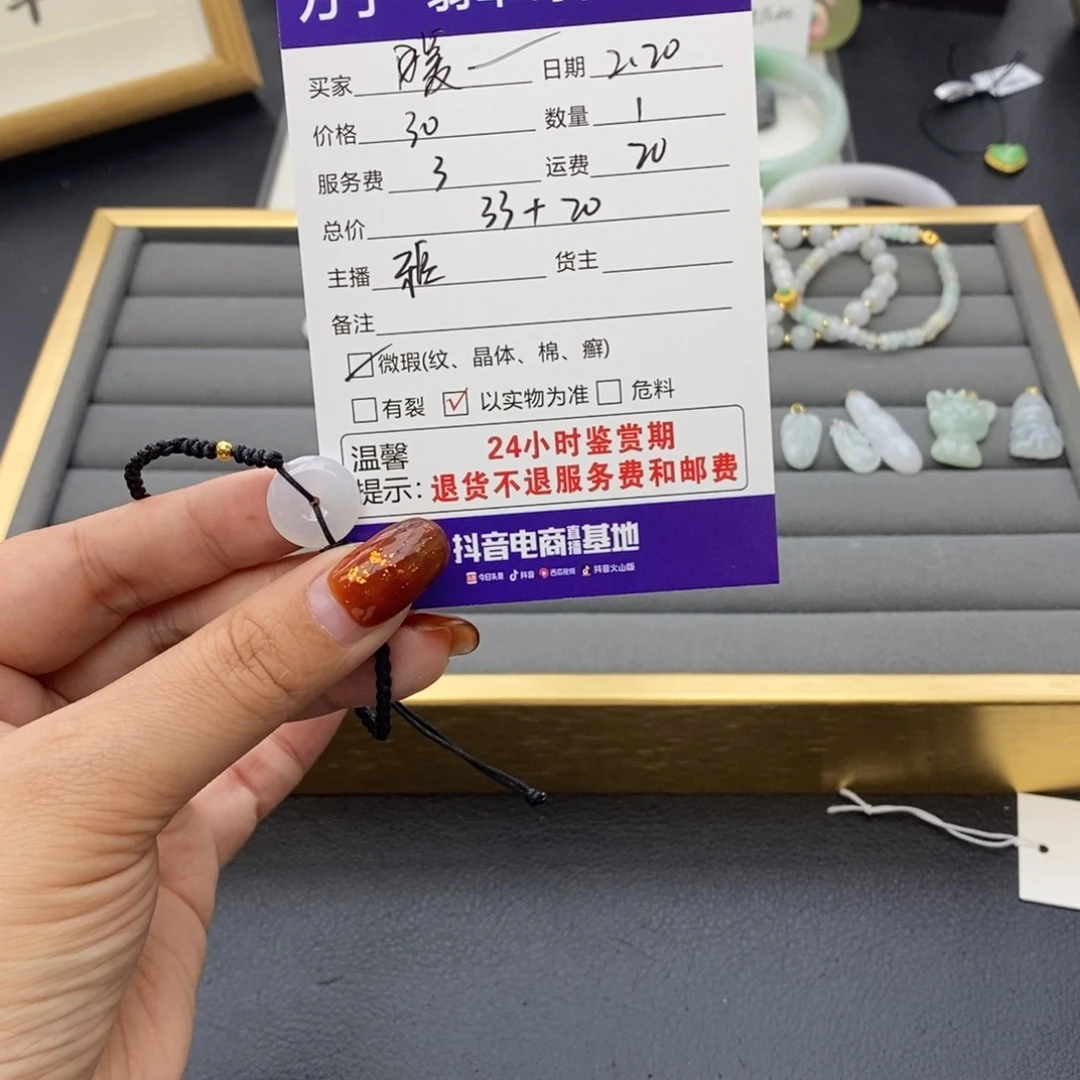 买家 暖 日期 2.20
价格 30 数量 1
服务费 3 运费 20
总价 33+20
主播 雅 货主
备注
微瑕(纹、晶体、棉、癣)
有裂 以实物为准 危料
温馨提示: 24小时鉴赏期
退货不退服务费和邮费
抖音电商直播基地
今日头条 抖音 西瓜视频 抖音火山版